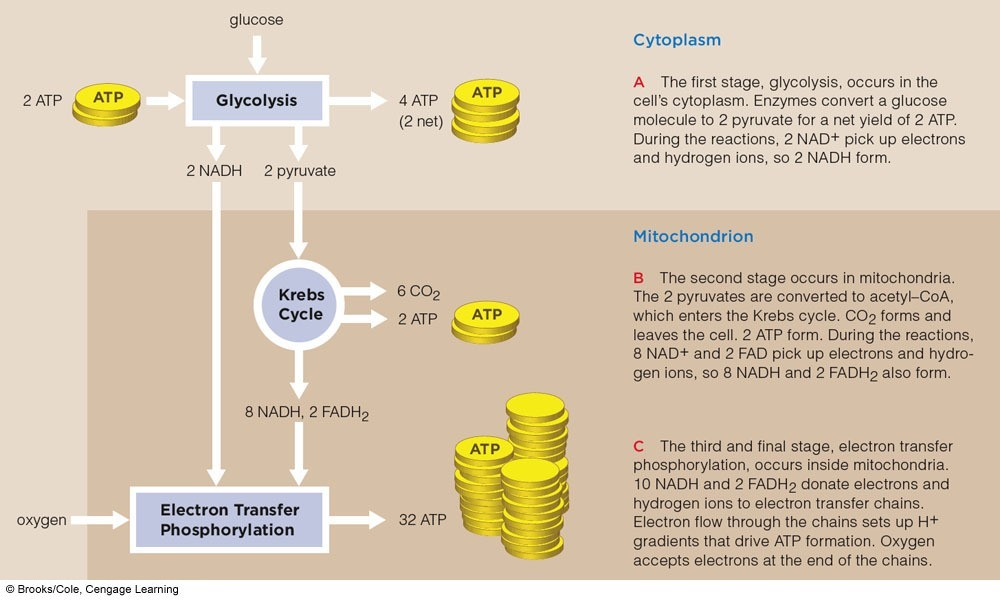 glucose
2 ATP
ATP
Glycolysis
4 ATP
(2 net)
ATP
2 NADH
2 pyruvate
Krebs
Cycle
6 CO2
2 ATP
ATP
8 NADH, 2 FADH2
ATP
oxygen
Electron Transfer
Phosphorylation
32 ATP
Cytoplasm
A The first stage, glycolysis, occurs in the
cell's cytoplasm. Enzymes convert a glucose
molecule to 2 pyruvate for a net yield of 2 ATP.
During the reactions, 2 NAD+ pick up electrons
and hydrogen ions, so 2 NADH form.
Mitochondrion
B The second stage occurs in mitochondria.
The 2 pyruvates are converted to acetyl–CoA,
which enters the Krebs cycle. CO2 forms and
leaves the cell. 2 ATP form. During the reactions,
8 NAD+ and 2 FAD pick up electrons and hydro-
gen ions, so 8 NADH and 2 FADH2 also form.
C The third and final stage, electron transfer
phosphorylation, occurs inside mitochondria.
10 NADH and 2 FADH2 donate electrons and
hydrogen ions to electron transfer chains.
Electron flow through the chains sets up H+
gradients that drive ATP formation. Oxygen
accepts electrons at the end of the chains.
© Brooks/Cole, Cengage Learning